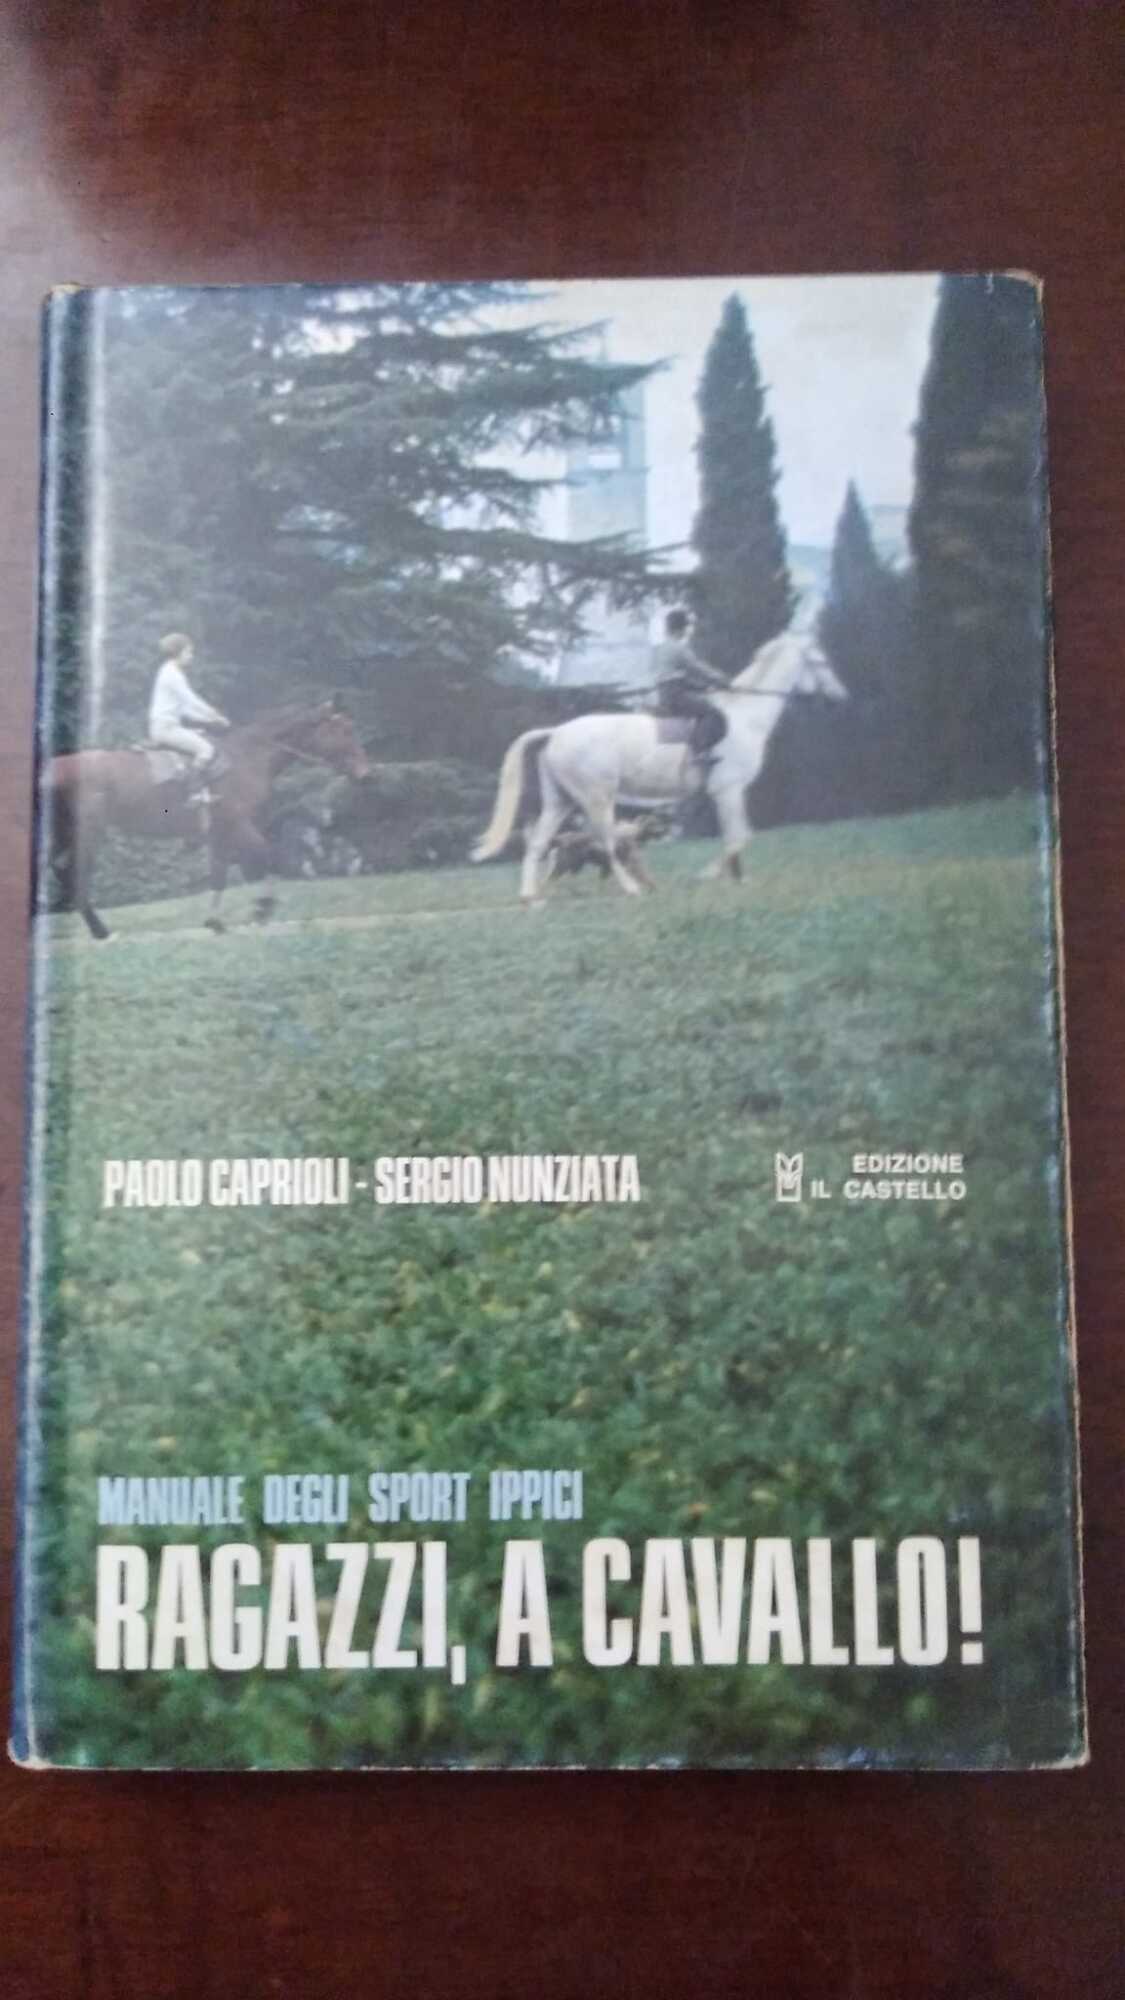 PAOLO CAPRIOLI - SERGIO NUNZIATA
EDIZIONE
IL CASTELLO
MANUALE DEGLI SPORT IPPICI
RAGAZZI, A CAVALLO!